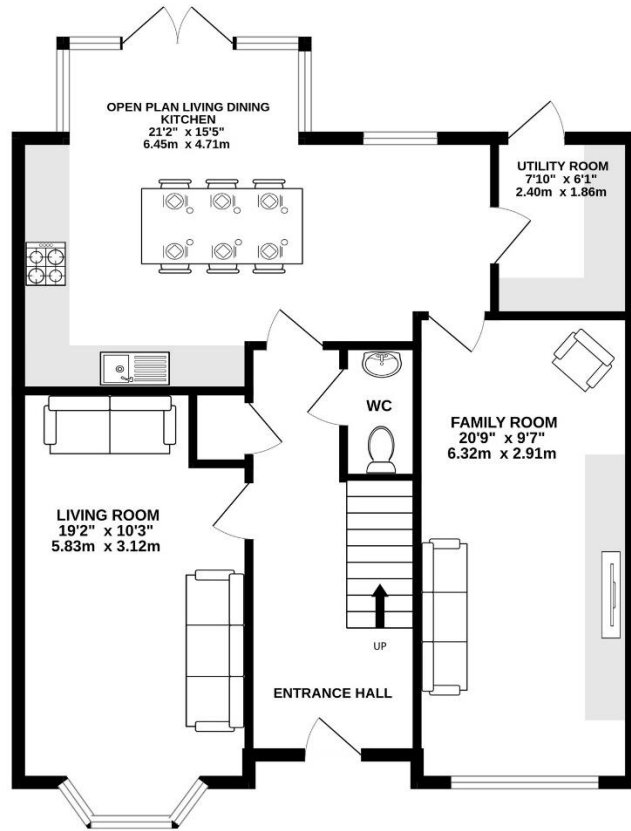 OPEN PLAN LIVING DINING
KITCHEN
21'2" x 15'5"
6.45m x 4.71m
UTILITY ROOM
7'10" x 6'1"
2.40m x 1.86m
WC
FAMILY ROOM
20'9" x 9'7"
6.32m x 2.91m
LIVING ROOM
19'2" x 10'3"
5.83m x 3.12m
UP
ENTRANCE HALL